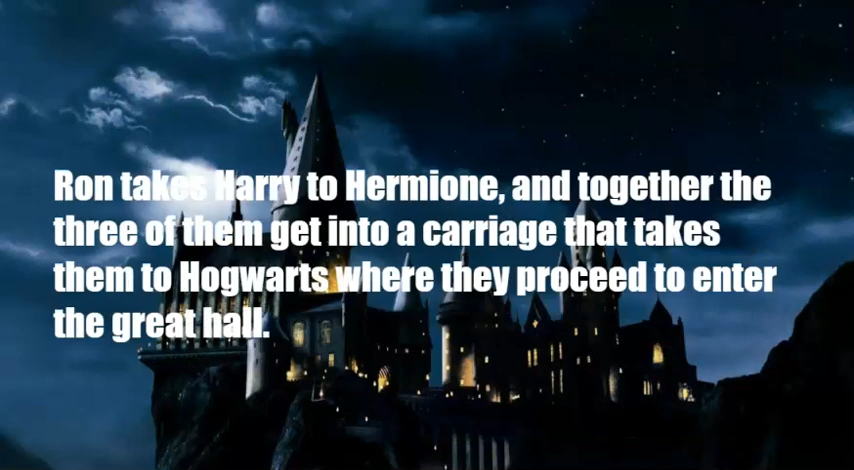 Ron takes Harry to Hermione, and together the
three of them get into a carriage that takes
them to Hogwarts where they proceed to enter
the great hall.